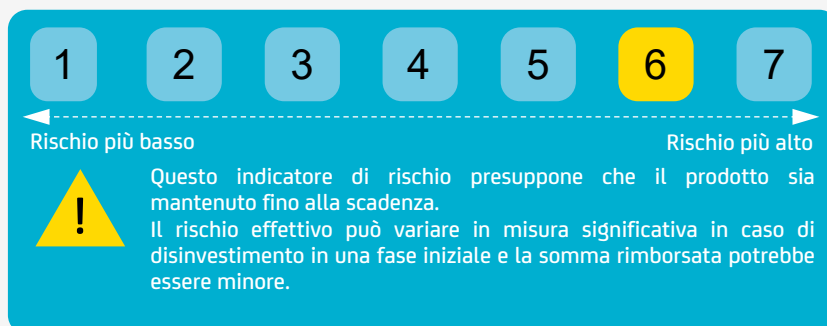 1 2 3 4 5 6 7
Rischio più basso Rischio più alto
!
Questo indicatore di rischio presuppone che il prodotto sia
mantenuto fino alla scadenza.
Il rischio effettivo può variare in misura significativa in caso di
disinvestimento in una fase iniziale e la somma rimborsata potrebbe
essere minore.